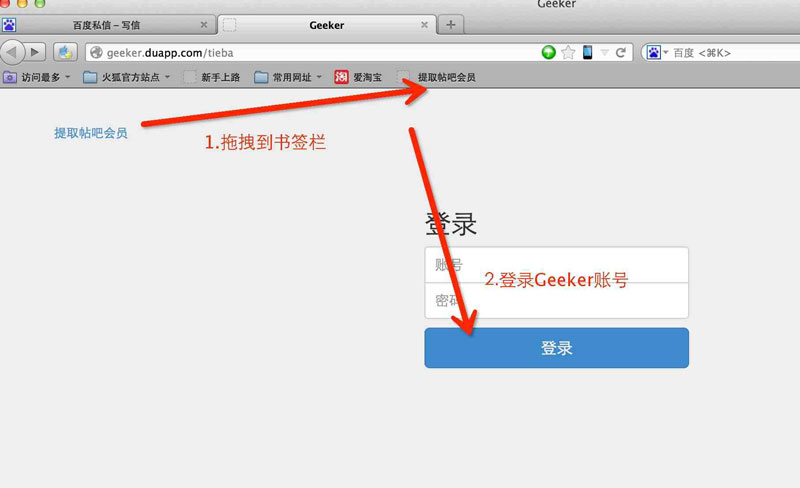 Geeker
百度私信 – 写信
Geeker
geeker.duapp.com/tieba
百度 <⌘K>
访问最多
火狐官方站点
新手上路
常用网址
淘 爱淘宝
提取帖吧会员
提取帖吧会员
1.拖拽到书签栏
登录
账号
2.登录Geeker账号
密码
登录